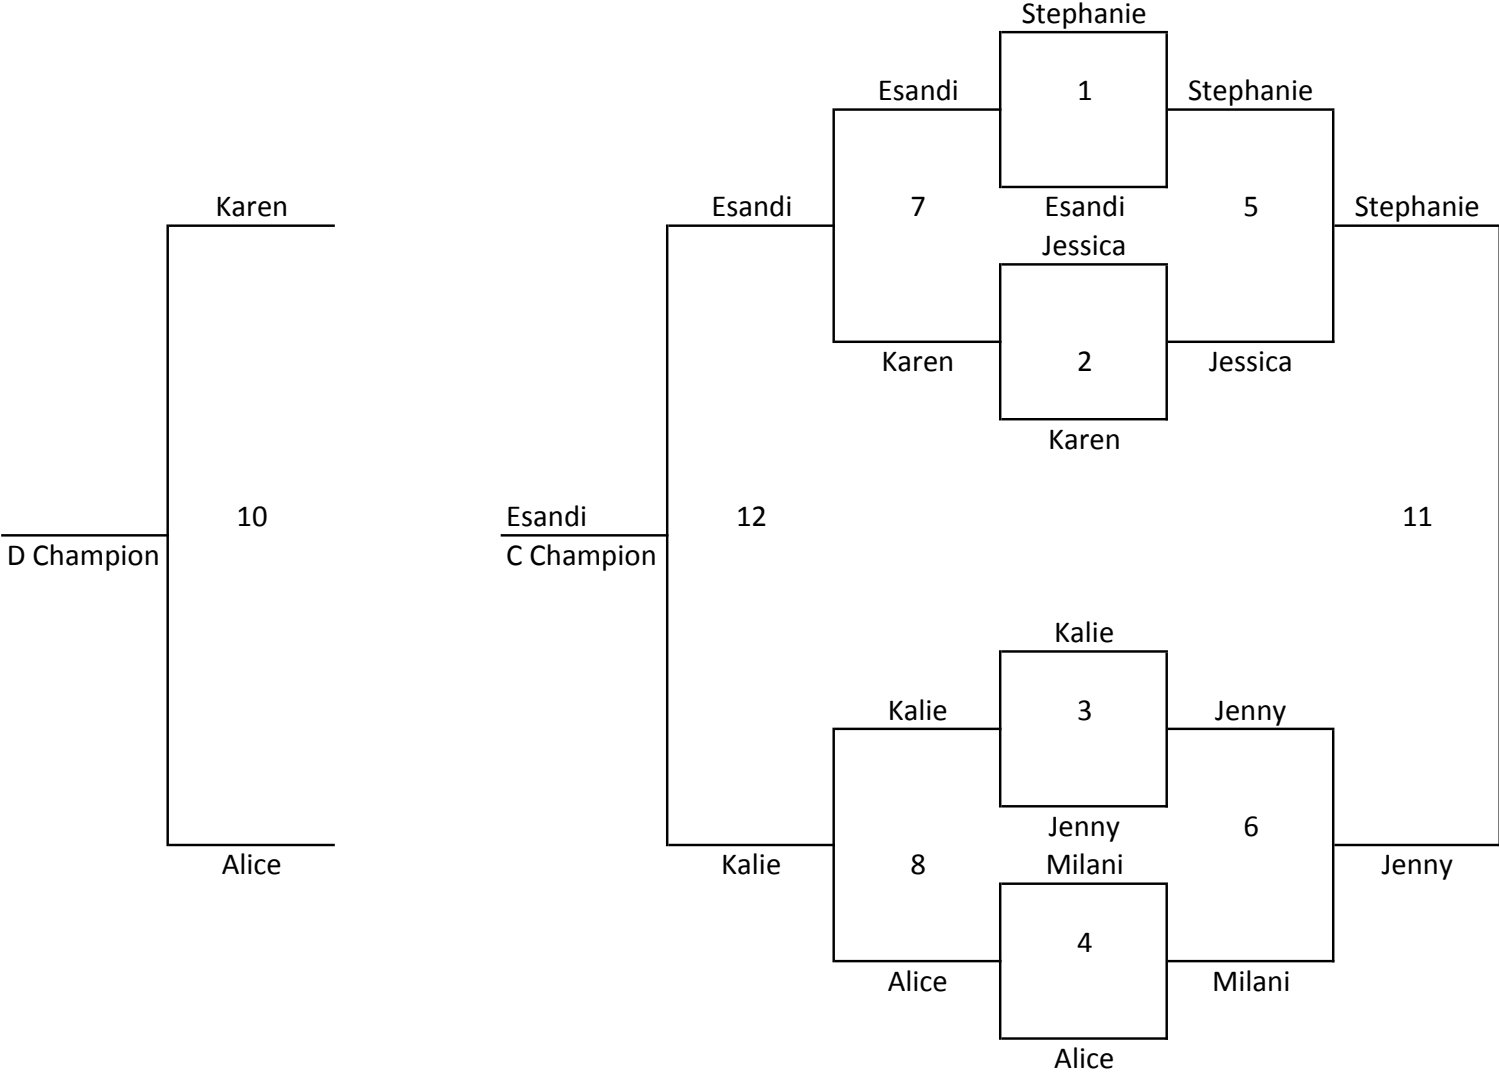 Stephanie
Esandi 1 Stephanie
Karen Esandi 7 Esandi 5 Stephanie
Jessica
Karen 2 Jessica
Karen
10 Esandi 12 11
D Champion C Champion
Kalie
Kalie 3 Jenny
Jenny 6
Alice Kalie 8 Milani Jenny
4
Alice Milani
Alice